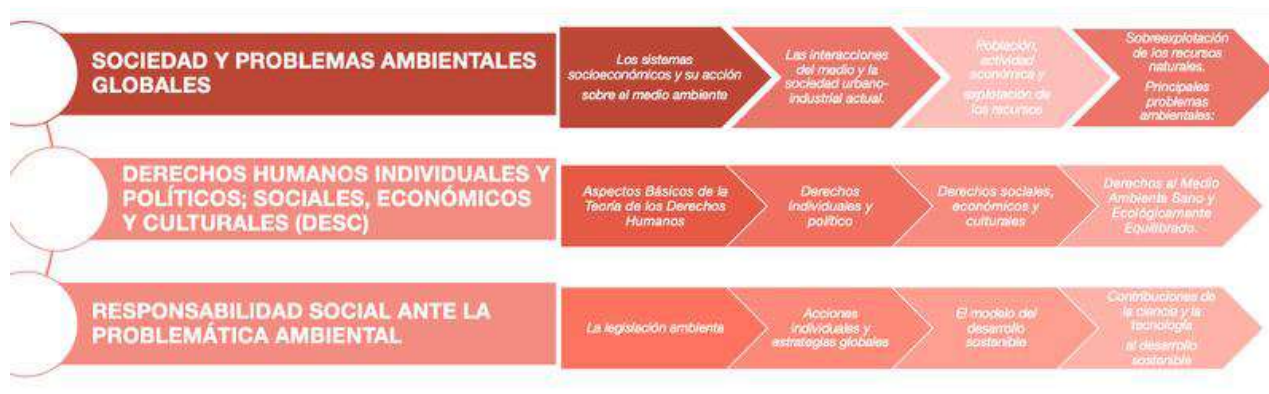 SOCIEDAD Y PROBLEMAS AMBIENTALES
GLOBALES
Los sistemas
socioeconómicos y su acción
sobre el medio ambiente
Las interacciones
del medio y la
sociedad urbano-
industrial actual.
Población,
actividad
económica y
explotación de
los recursos
Sobreexplotación
de los recursos
naturales.
Principales
problemas
ambientales:
DERECHOS HUMANOS INDIVIDUALES Y
POLÍTICOS; SOCIALES, ECONÓMICOS
Y CULTURALES (DESC)
Aspectos Básicos de la
Teoría de los Derechos
Humanos
Derechos
individuales y
político
Derechos sociales,
económicos y
culturales
Derechos al Medio
Ambiente Sano y
Ecológicamente
Equilibrado.
RESPONSABILIDAD SOCIAL ANTE LA
PROBLEMÁTICA AMBIENTAL
La legislación ambiente
Acciones
individuales y
estrategias globales
El modelo del
desarrollo
sostenible
Contribuciones de
la ciencia y la
tecnología
al desarrollo
sostenible